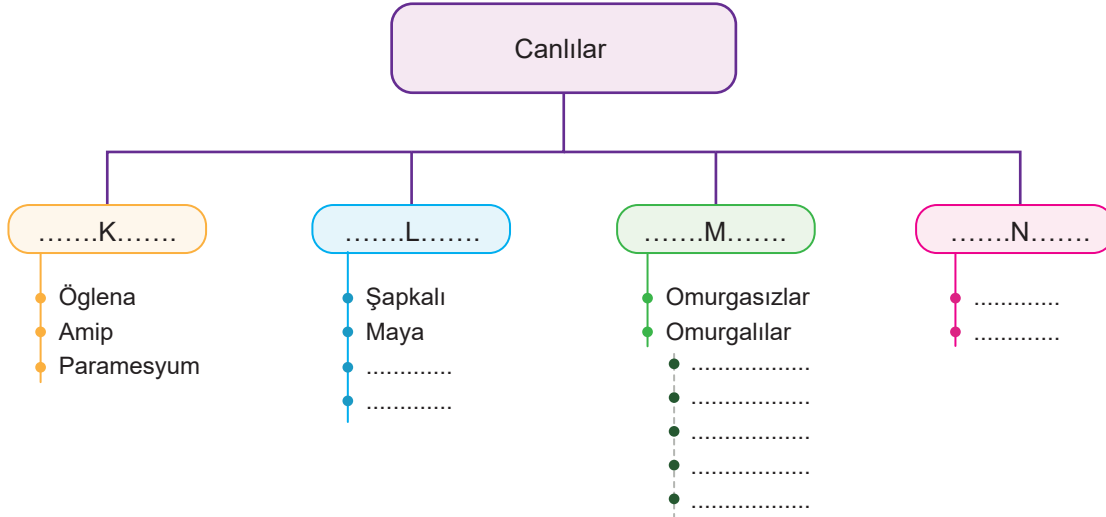 Canlılar
.......K.......
Öglena
Amip
Paramesyum
.......L.......
Şapkalı
Maya
.............
.............
.......M.......
Omurgasızlar
Omurgalılar
..................
..................
..................
..................
..................
.......N.......
.............
.............